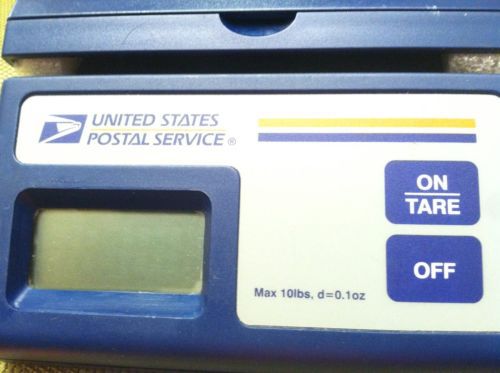 UNITED STATES
POSTAL SERVICE ®
ON
TARE
OFF
Max 10lbs, d=0.1oz